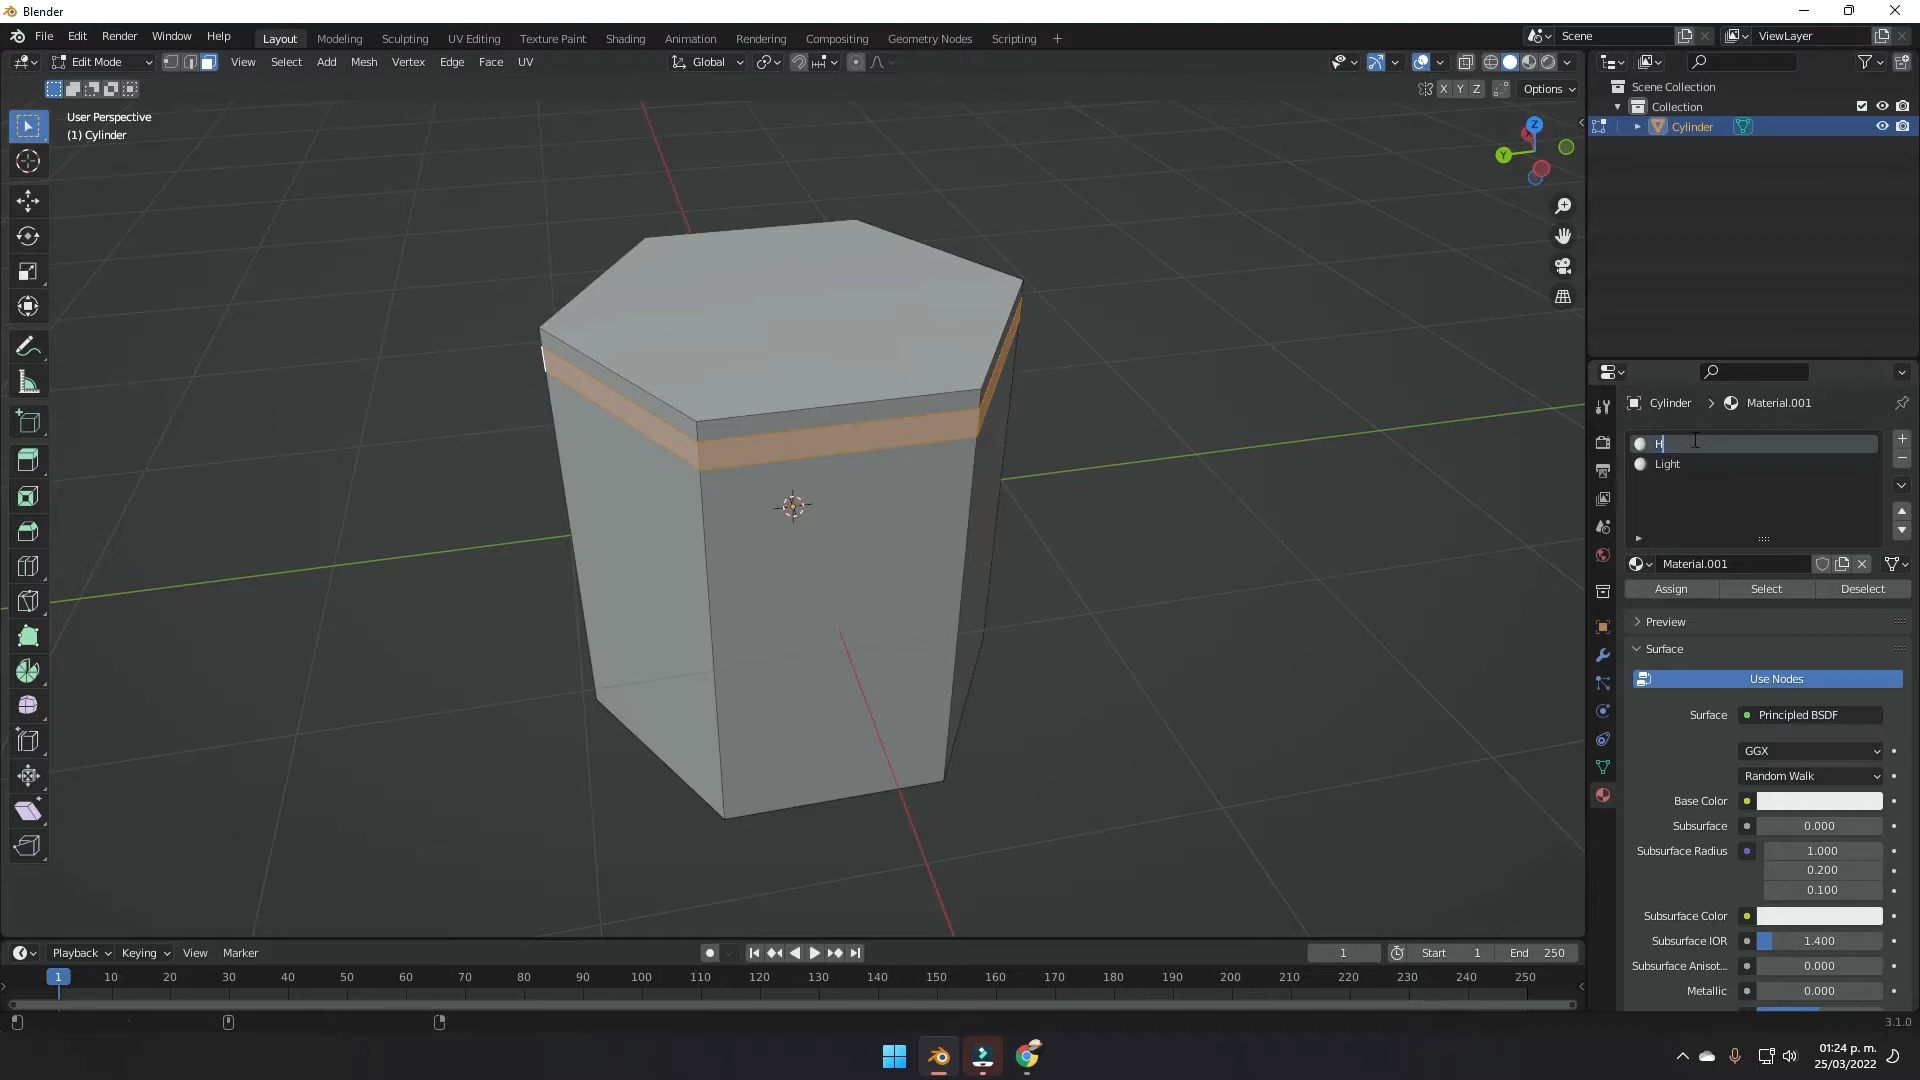 Blender
File Edit Render Window Help
Layout Modeling Sculpting UV Editing Texture Paint Shading Animation Rendering Compositing Geometry Nodes Scripting +
Scene
ViewLayer
Edit Mode
View Select Add Mesh Vertex Edge Face UV
Global
X Y Z
Options
User Perspective
(1) Cylinder
Z
Y
Scene Collection
Collection
Cylinder
Cylinder > Material.001
H
Light
Material.001
Assign Select Deselect
Preview
Surface
Use Nodes
Surface Principled BSDF
GGX
Random Walk
Base Color
Subsurface 0.000
Subsurface Radius 1.000
0.200
0.100
Subsurface Color
Subsurface IOR 1.400
Subsurface Anisot... 0.000
Metallic 0.000
Playback Keying View Marker
1
Start 1
End 250
1 10 20 30 40 50 60 70 80 90 100 110 120 130 140 150 160 170 180 190 200 210 220 230 240 250
3.1.0
01:24 p. m.
25/03/2022